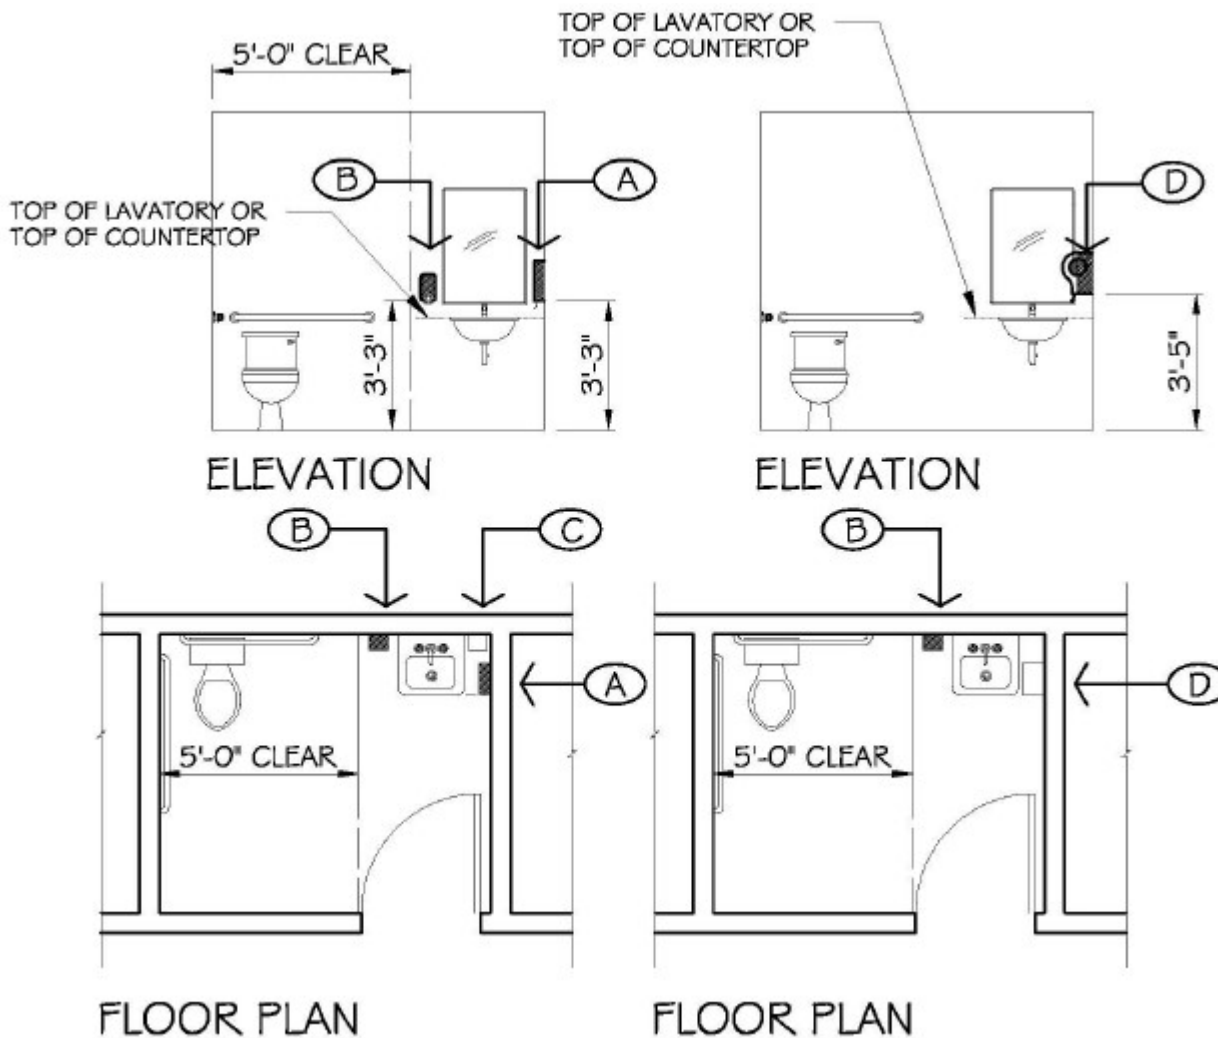 TOP OF LAVATORY OR
TOP OF COUNTERTOP
5'-0" CLEAR
B
A
D
TOP OF LAVATORY OR
TOP OF COUNTERTOP
3'-3"
3'-3"
3'-5"
ELEVATION
ELEVATION
B
C
B
A
D
5'-0" CLEAR
5'-0" CLEAR
FLOOR PLAN
FLOOR PLAN